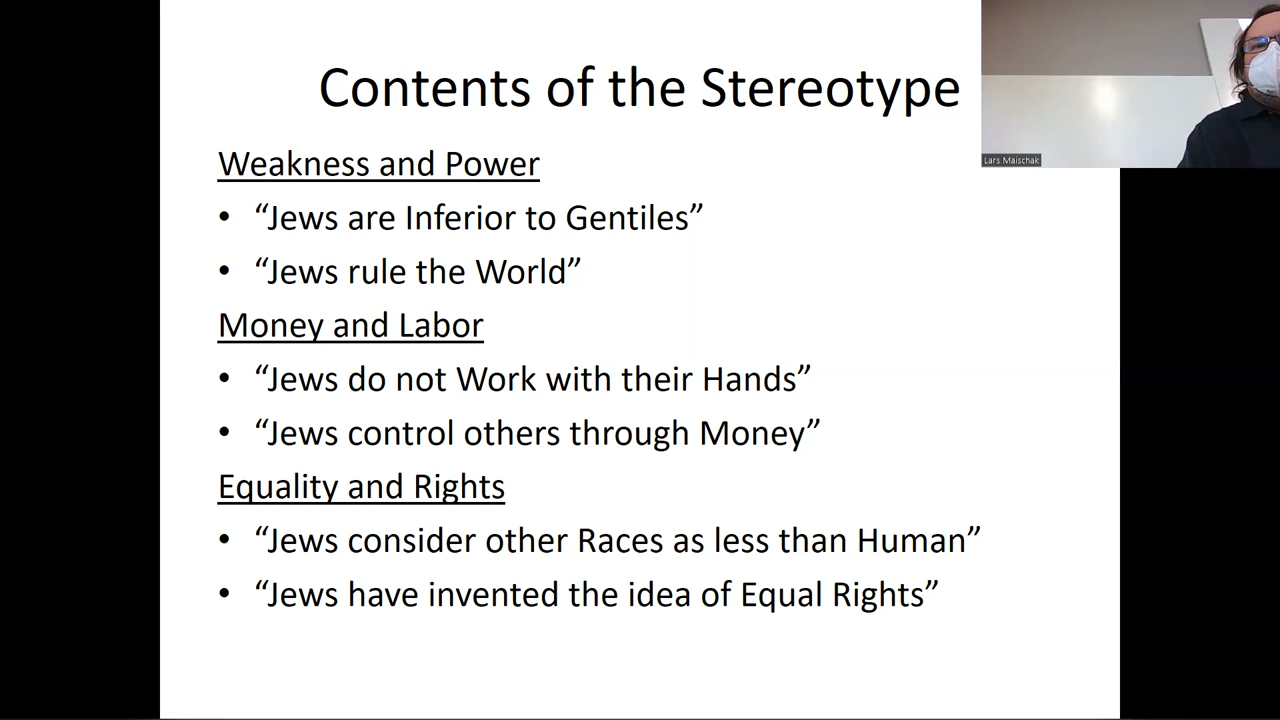 Contents of the Stereotype
Lars Maischak
Weakness and Power
• “Jews are Inferior to Gentiles”
• “Jews rule the World”
Money and Labor
• “Jews do not Work with their Hands”
• “Jews control others through Money”
Equality and Rights
• “Jews consider other Races as less than Human”
• “Jews have invented the idea of Equal Rights”